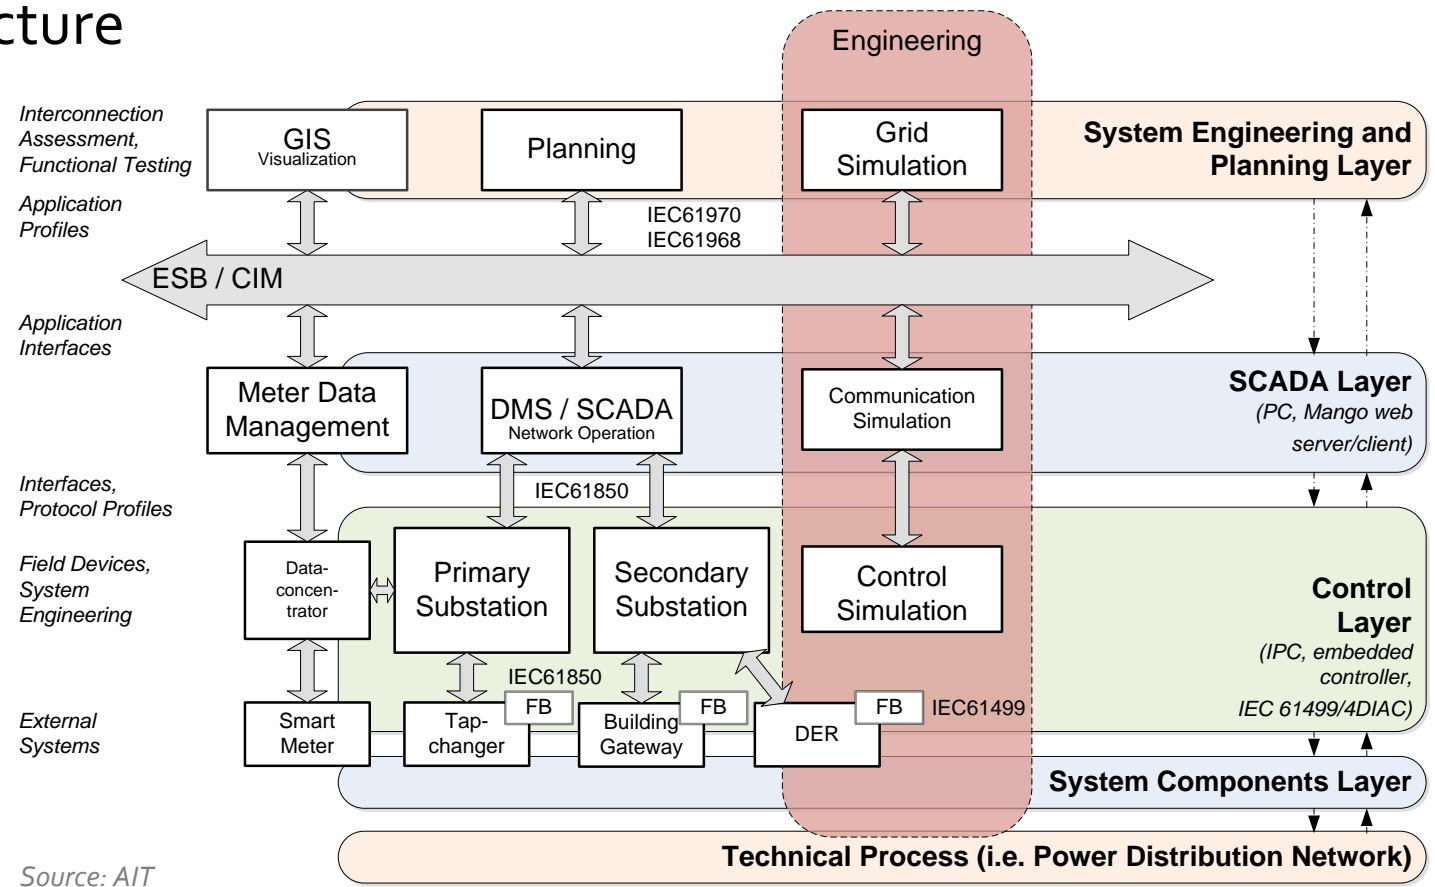 cture
Engineering
Interconnection
Assessment,
Functional Testing
GIS
Visualization
Planning
Grid
Simulation
System Engineering and
Planning Layer
Application
Profiles
IEC61970
IEC61968
ESB / CIM
Application
Interfaces
Meter Data
Management
DMS / SCADA
Network Operation
Communication
Simulation
SCADA Layer
(PC, Mango web
server/client)
Interfaces,
Protocol Profiles
IEC61850
Field Devices,
System
Engineering
Data-
concen-
trator
Primary
Substation
Secondary
Substation
Control
Simulation
Control
Layer
(IPC, embedded
controller,
IEC 61499/4DIAC)
IEC61850
FB
FB
FB
IEC61499
External
Systems
Smart
Meter
Tap-
changer
Building
Gateway
DER
System Components Layer
Technical Process (i.e. Power Distribution Network)
Source: AIT